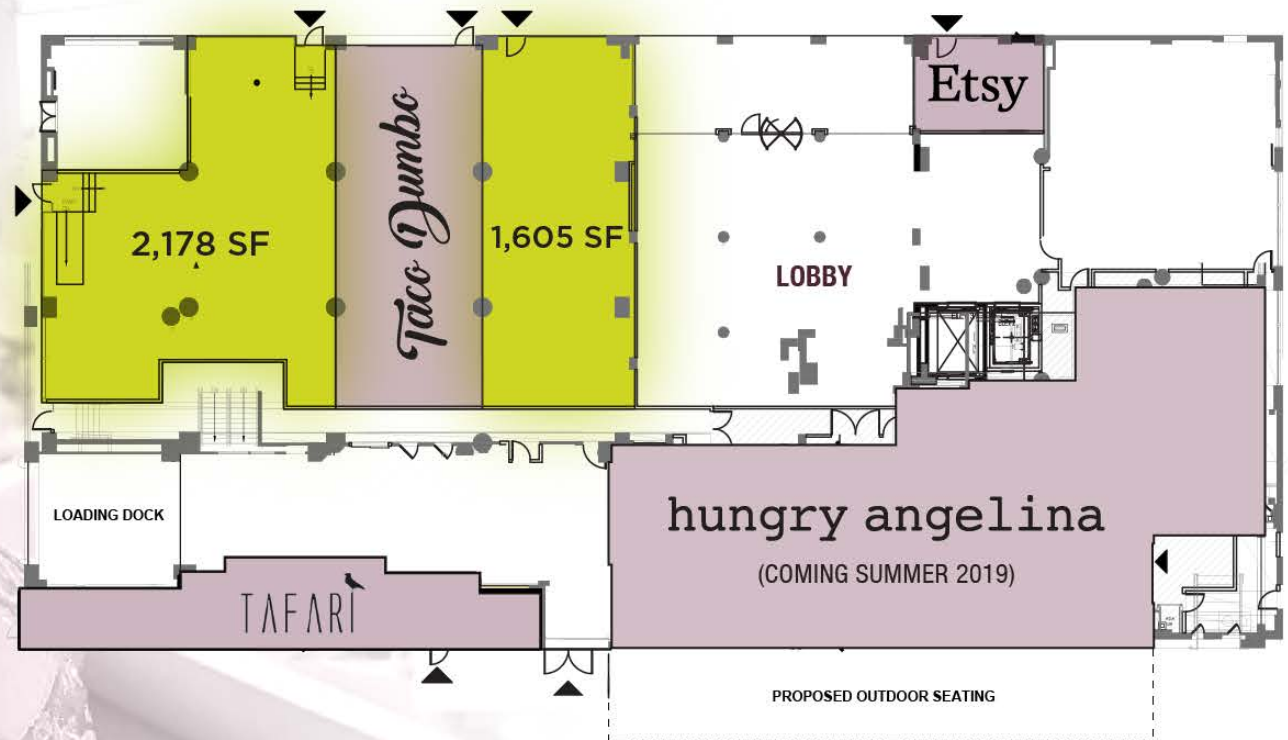 Etsy
Taco Dumbo
2,178 SF
1,605 SF
LOBBY
LOADING DOCK
hungry angelina
(COMING SUMMER 2019)
TAFARI
PROPOSED OUTDOOR SEATING